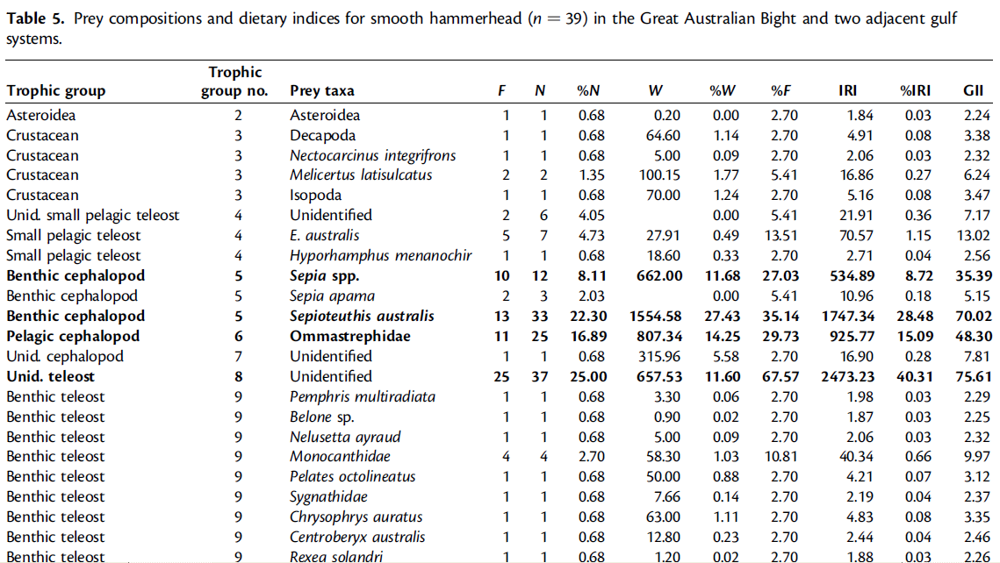 Table 5. Prey compositions and dietary indices for smooth hammerhead (n = 39) in the Great Australian Bight and two adjacent gulf
systems.
Trophic
Trophic group group no. Prey taxa F N %N W %W %F IRI %IRI GII
Asteroidea 2 Asteroidea 1 1 0.68 0.20 0.00 2.70 1.84 0.03 2.24
Crustacean 3 Decapoda 1 1 0.68 64.60 1.14 2.70 4.91 0.08 3.38
Crustacean 3 Nectocarcinus integrifrons 1 1 0.68 5.00 0.09 2.70 2.06 0.03 2.32
Crustacean 3 Melicertus latisulcatus 2 2 1.35 100.15 1.77 5.41 16.86 0.27 6.24
Crustacean 3 Isopoda 1 1 0.68 70.00 1.24 2.70 5.16 0.08 3.47
Unid. small pelagic teleost 4 Unidentified 2 6 4.05 0.00 5.41 21.91 0.36 7.17
Small pelagic teleost 4 E. australis 5 7 4.73 27.91 0.49 13.51 70.57 1.15 13.02
Small pelagic teleost 4 Hyporhamphus menanochir 1 1 0.68 18.60 0.33 2.70 2.71 0.04 2.56
Benthic cephalopod 5 Sepia spp. 10 12 8.11 662.00 11.68 27.03 534.89 8.72 35.39
Benthic cephalopod 5 Sepia apama 2 3 2.03 0.00 5.41 10.96 0.18 5.15
Benthic cephalopod 5 Sepioteuthis australis 13 33 22.30 1554.58 27.43 35.14 1747.34 28.48 70.02
Pelagic cephalopod 6 Ommastrephidae 11 25 16.89 807.34 14.25 29.73 925.77 15.09 48.30
Unid. cephalopod 7 Unidentified 1 1 0.68 315.96 5.58 2.70 16.90 0.28 7.81
Unid. teleost 8 Unidentified 25 37 25.00 657.53 11.60 67.57 2473.23 40.31 75.61
Benthic teleost 9 Pemphris multiradiata 1 1 0.68 3.30 0.06 2.70 1.98 0.03 2.29
Benthic teleost 9 Belone sp. 1 1 0.68 0.90 0.02 2.70 1.87 0.03 2.25
Benthic teleost 9 Nelusetta ayraud 1 1 0.68 5.00 0.09 2.70 2.06 0.03 2.32
Benthic teleost 9 Monocanthidae 4 4 2.70 58.30 1.03 10.81 40.34 0.66 9.97
Benthic teleost 9 Pelates octolineatus 1 1 0.68 50.00 0.88 2.70 4.21 0.07 3.12
Benthic teleost 9 Sygnathidae 1 1 0.68 7.66 0.14 2.70 2.19 0.04 2.37
Benthic teleost 9 Chrysophrys auratus 1 1 0.68 63.00 1.11 2.70 4.83 0.08 3.35
Benthic teleost 9 Centroberyx australis 1 1 0.68 12.80 0.23 2.70 2.44 0.04 2.46
Benthic teleost 9 Rexea solandri 1 1 0.68 1.20 0.02 2.70 1.88 0.03 2.26